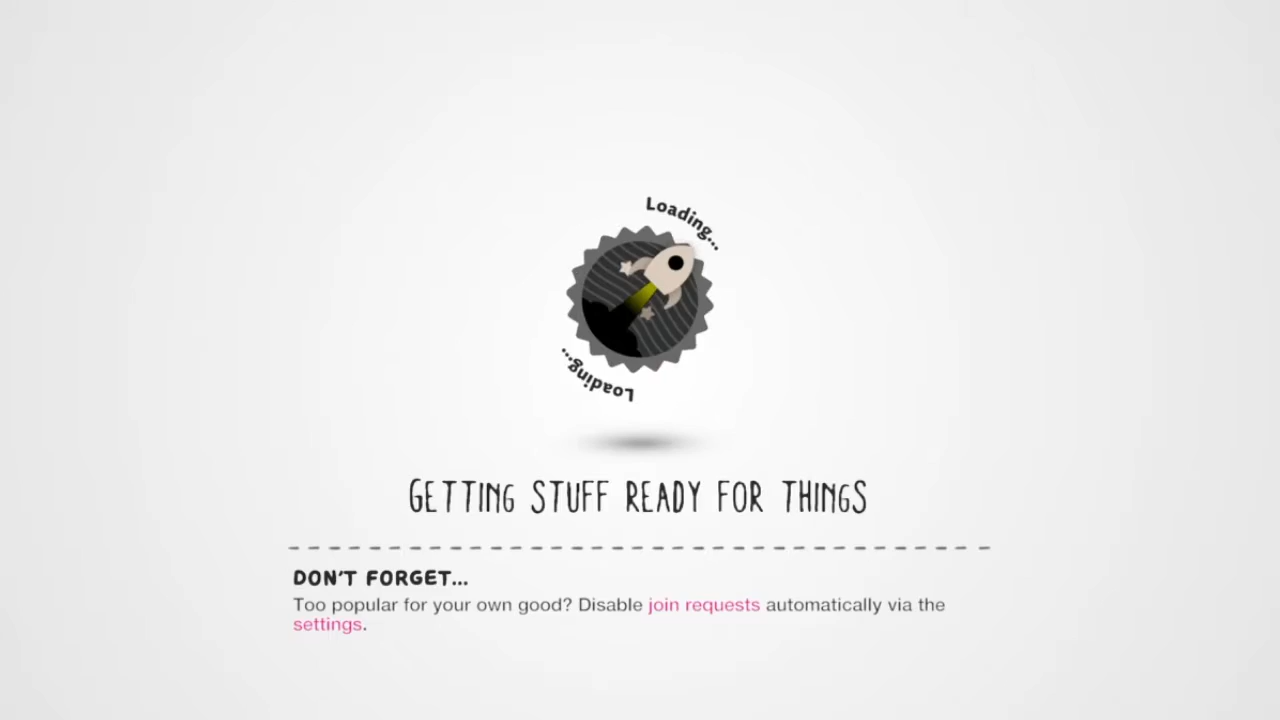 Loading...
Loading...
GETTING STUFF READY FOR THINGS
DON'T FORGET...
Too popular for your own good? Disable join requests automatically via the
settings.